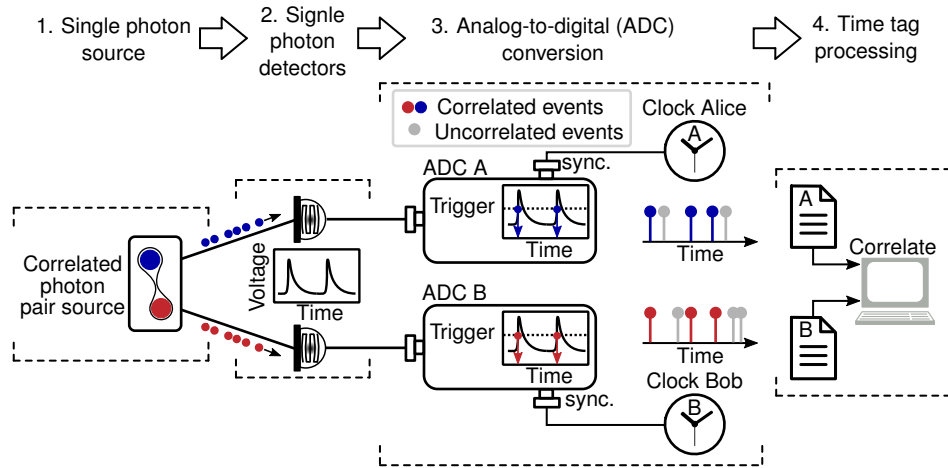 1. Single photon
source
2. Signle
photon
detectors
3. Analog-to-digital (ADC)
conversion
4. Time tag
processing
Correlated events
Uncorrelated events
Clock Alice
A
sync.
ADC A
Trigger
Time
Time
A
Correlated
photon
pair source
Voltage
Time
Correlate
ADC B
Trigger
Time
Time
B
sync.
Clock Bob
B